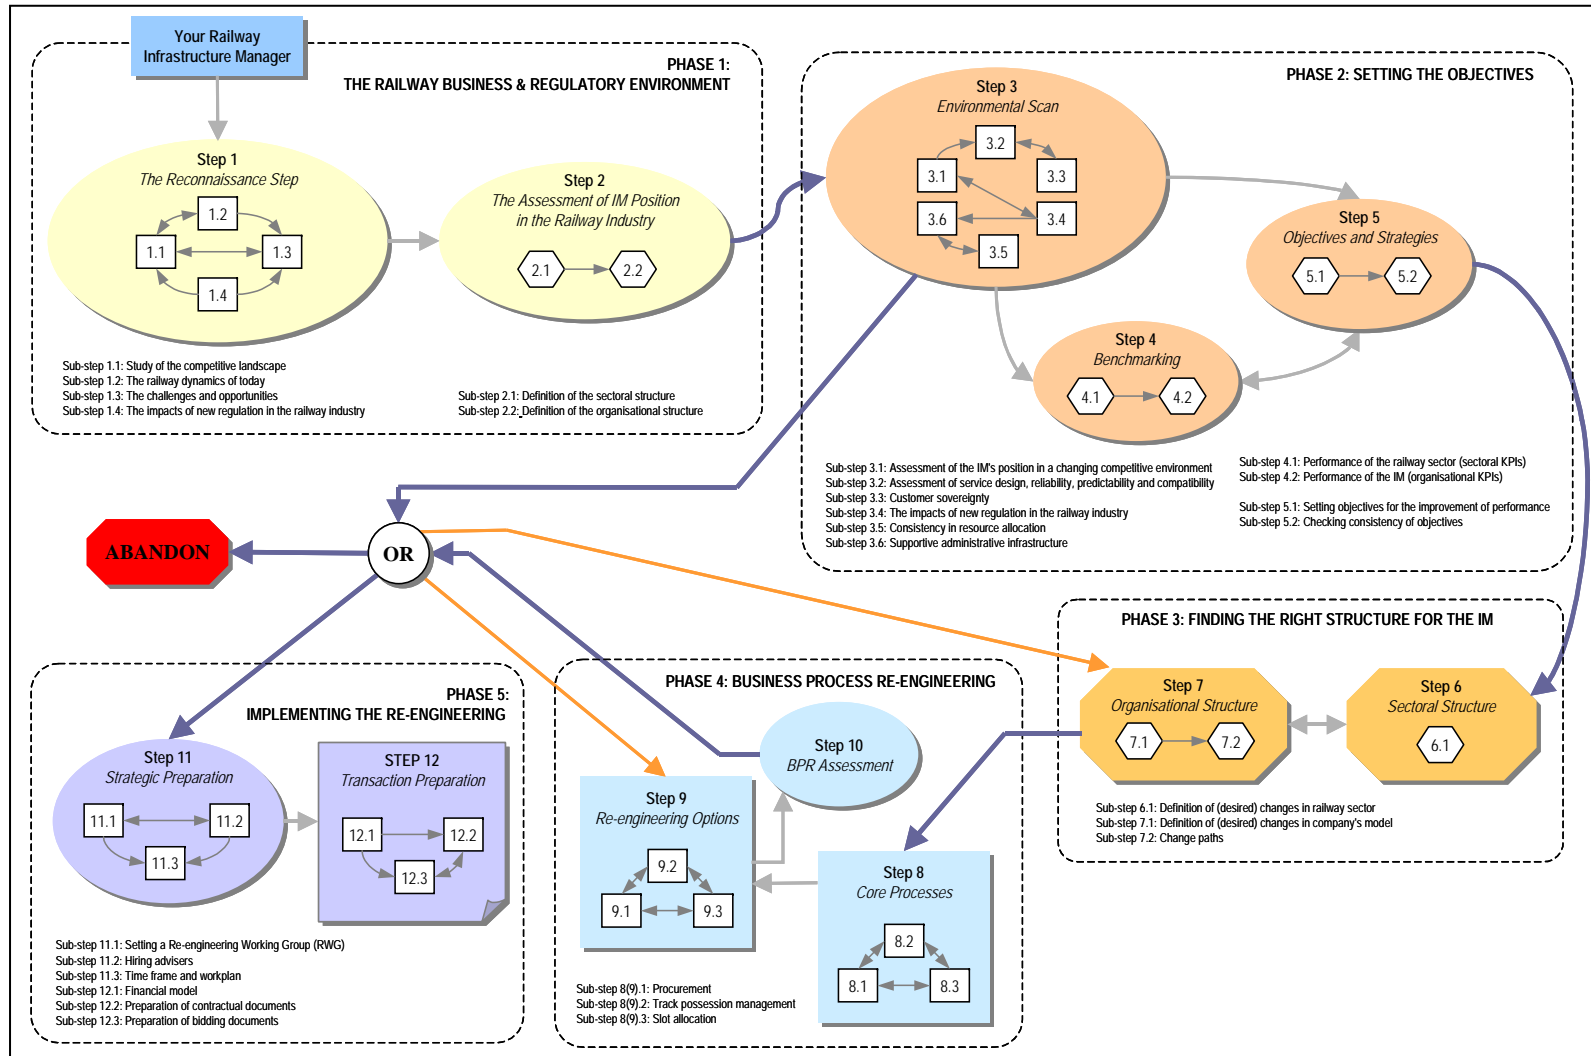 Your Railway
Infrastructure Manager
PHASE 1:
THE RAILWAY BUSINESS & REGULATORY ENVIRONMENT
Step 1
The Reconnaissance Step
1.2
1.1
1.3
1.4
Step 2
The Assessment of IM Position
in the Railway Industry
2.1
2.2
Sub-step 1.1: Study of the competitive landscape
Sub-step 1.2: The railway dynamics of today
Sub-step 1.3: The challenges and opportunities
Sub-step 1.4: The impacts of new regulation in the railway industry
Sub-step 2.1: Definition of the sectoral structure
Sub-step 2.2: Definition of the organisational structure
PHASE 2: SETTING THE OBJECTIVES
Step 3
Environmental Scan
3.2
3.1
3.3
3.6
3.4
3.5
Step 5
Objectives and Strategies
5.1
5.2
Step 4
Benchmarking
4.1
4.2
Sub-step 3.1: Assessment of the IM's position in a changing competitive environment
Sub-step 3.2: Assessment of service design, reliability, predictability and compatibility
Sub-step 3.3: Customer sovereignty
Sub-step 3.4: The impacts of new regulation in the railway industry
Sub-step 3.5: Consistency in resource allocation
Sub-step 3.6: Supportive administrative infrastructure
Sub-step 4.1: Performance of the railway sector (sectoral KPIs)
Sub-step 4.2: Performance of the IM (organisational KPIs)
Sub-step 5.1: Setting objectives for the improvement of performance
Sub-step 5.2: Checking consistency of objectives
ABANDON
OR
PHASE 3: FINDING THE RIGHT STRUCTURE FOR THE IM
Step 7
Organisational Structure
7.1
7.2
Step 6
Sectoral Structure
6.1
Sub-step 6.1: Definition of (desired) changes in railway sector
Sub-step 7.1: Definition of (desired) changes in company's model
Sub-step 7.2: Change paths
PHASE 4: BUSINESS PROCESS RE-ENGINEERING
Step 10
BPR Assessment
Step 9
Re-engineering Options
9.2
9.1
9.3
Step 8
Core Processes
8.2
8.1
8.3
Sub-step 8(9).1: Procurement
Sub-step 8(9).2: Track possession management
Sub-step 8(9).3: Slot allocation
PHASE 5:
IMPLEMENTING THE RE-ENGINEERING
Step 11
Strategic Preparation
11.1
11.2
11.3
STEP 12
Transaction Preparation
12.1
12.2
12.3
Sub-step 11.1: Setting a Re-engineering Working Group (RWG)
Sub-step 11.2: Hiring advisers
Sub-step 11.3: Time frame and workplan
Sub-step 12.1: Financial model
Sub-step 12.2: Preparation of contractual documents
Sub-step 12.3: Preparation of bidding documents